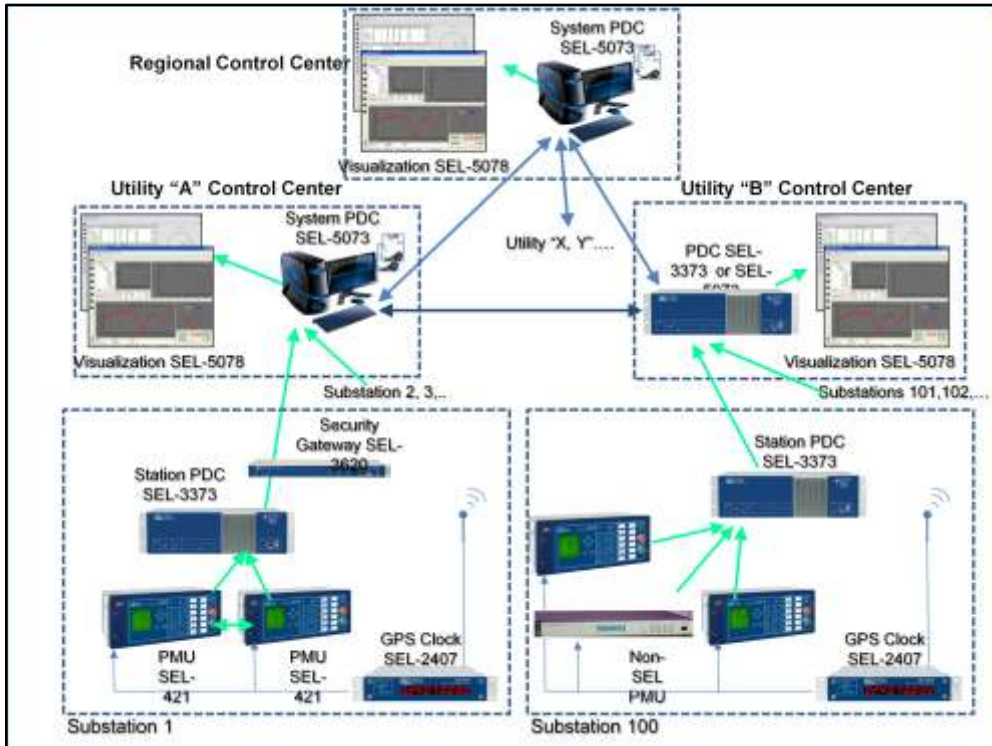 System PDC
SEL-5073
Regional Control Center
Visualization SEL-5078
Utility "A" Control Center
System PDC
SEL-5073
Visualization SEL-5078
Utility "X, Y"....
Utility "B" Control Center
PDC SEL-
3373 or SEL-
5073
Visualization SEL-5078
Substation 2, 3,..
Substations 101,102,...
Security
Gateway SEL-
3620
Station PDC
SEL-3373
PMU
SEL-
421
PMU
SEL-
421
GPS Clock
SEL-2407
Substation 1
Station PDC
SEL-3373
Non-
SEL
PMU
GPS Clock
SEL-2407
Substation 100